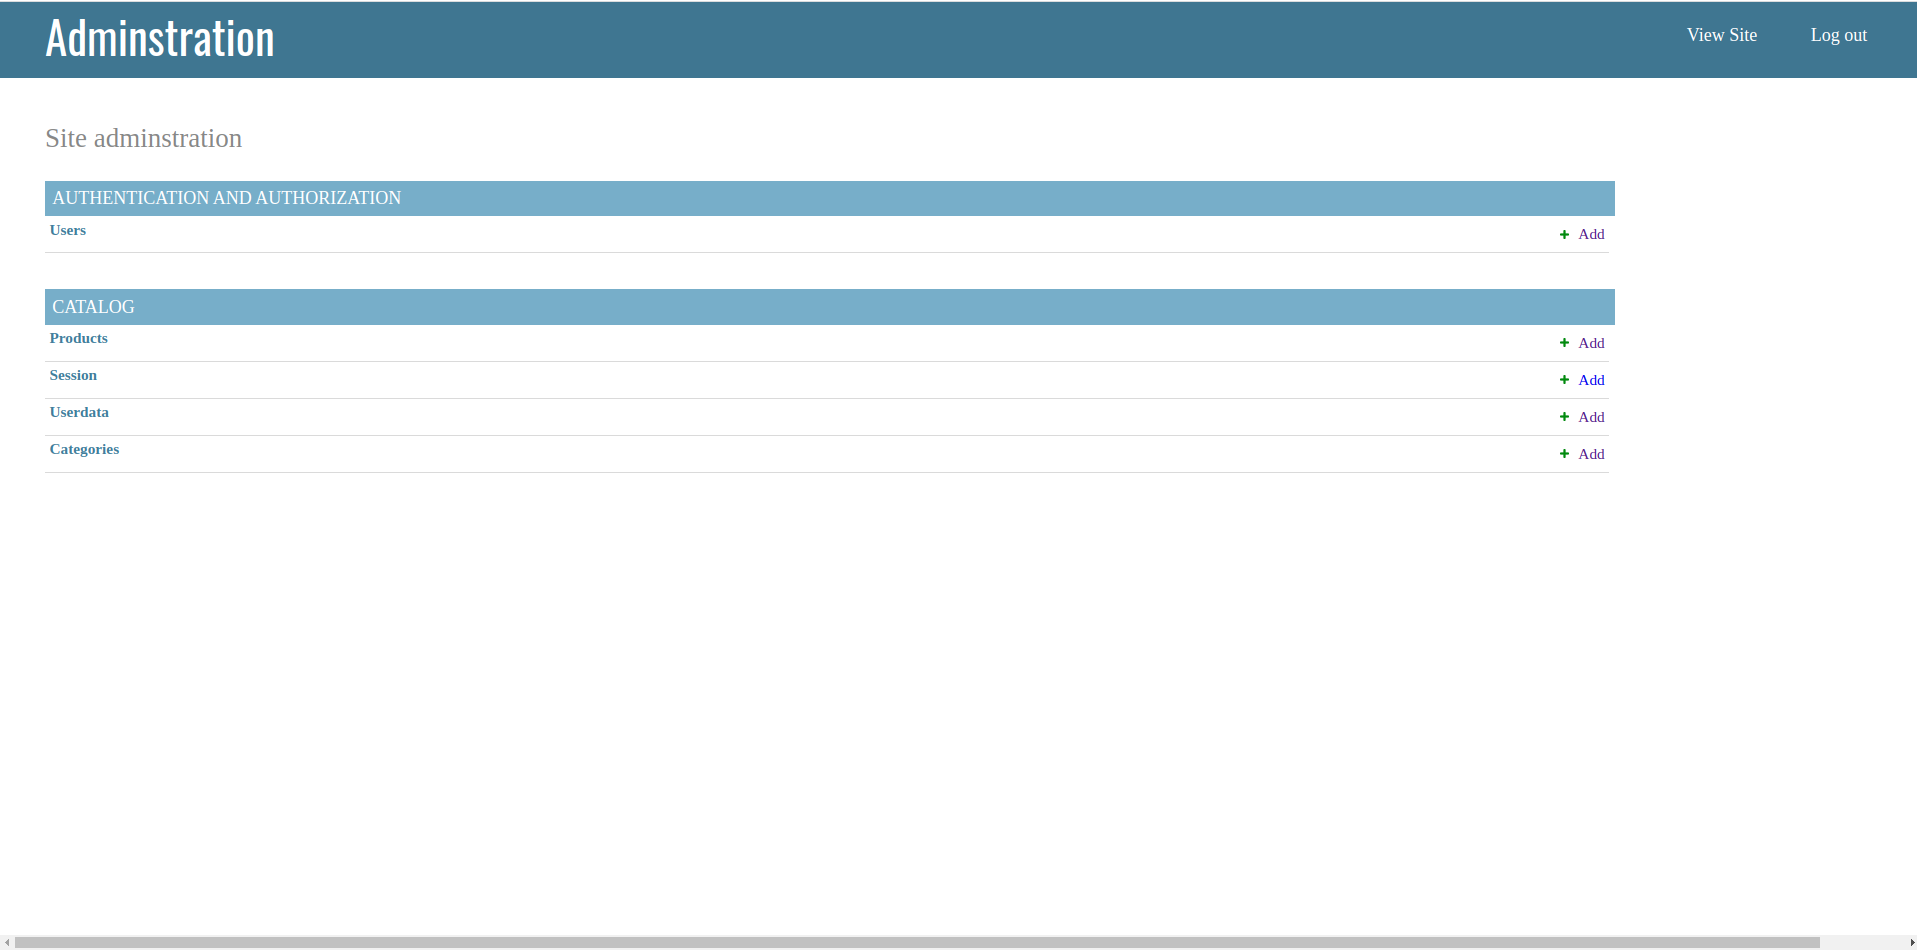 Adminstration
View Site Log out
Site adminstration
AUTHENTICATION AND AUTHORIZATION
Users + Add
CATALOG
Products + Add
Session + Add
Userdata + Add
Categories + Add